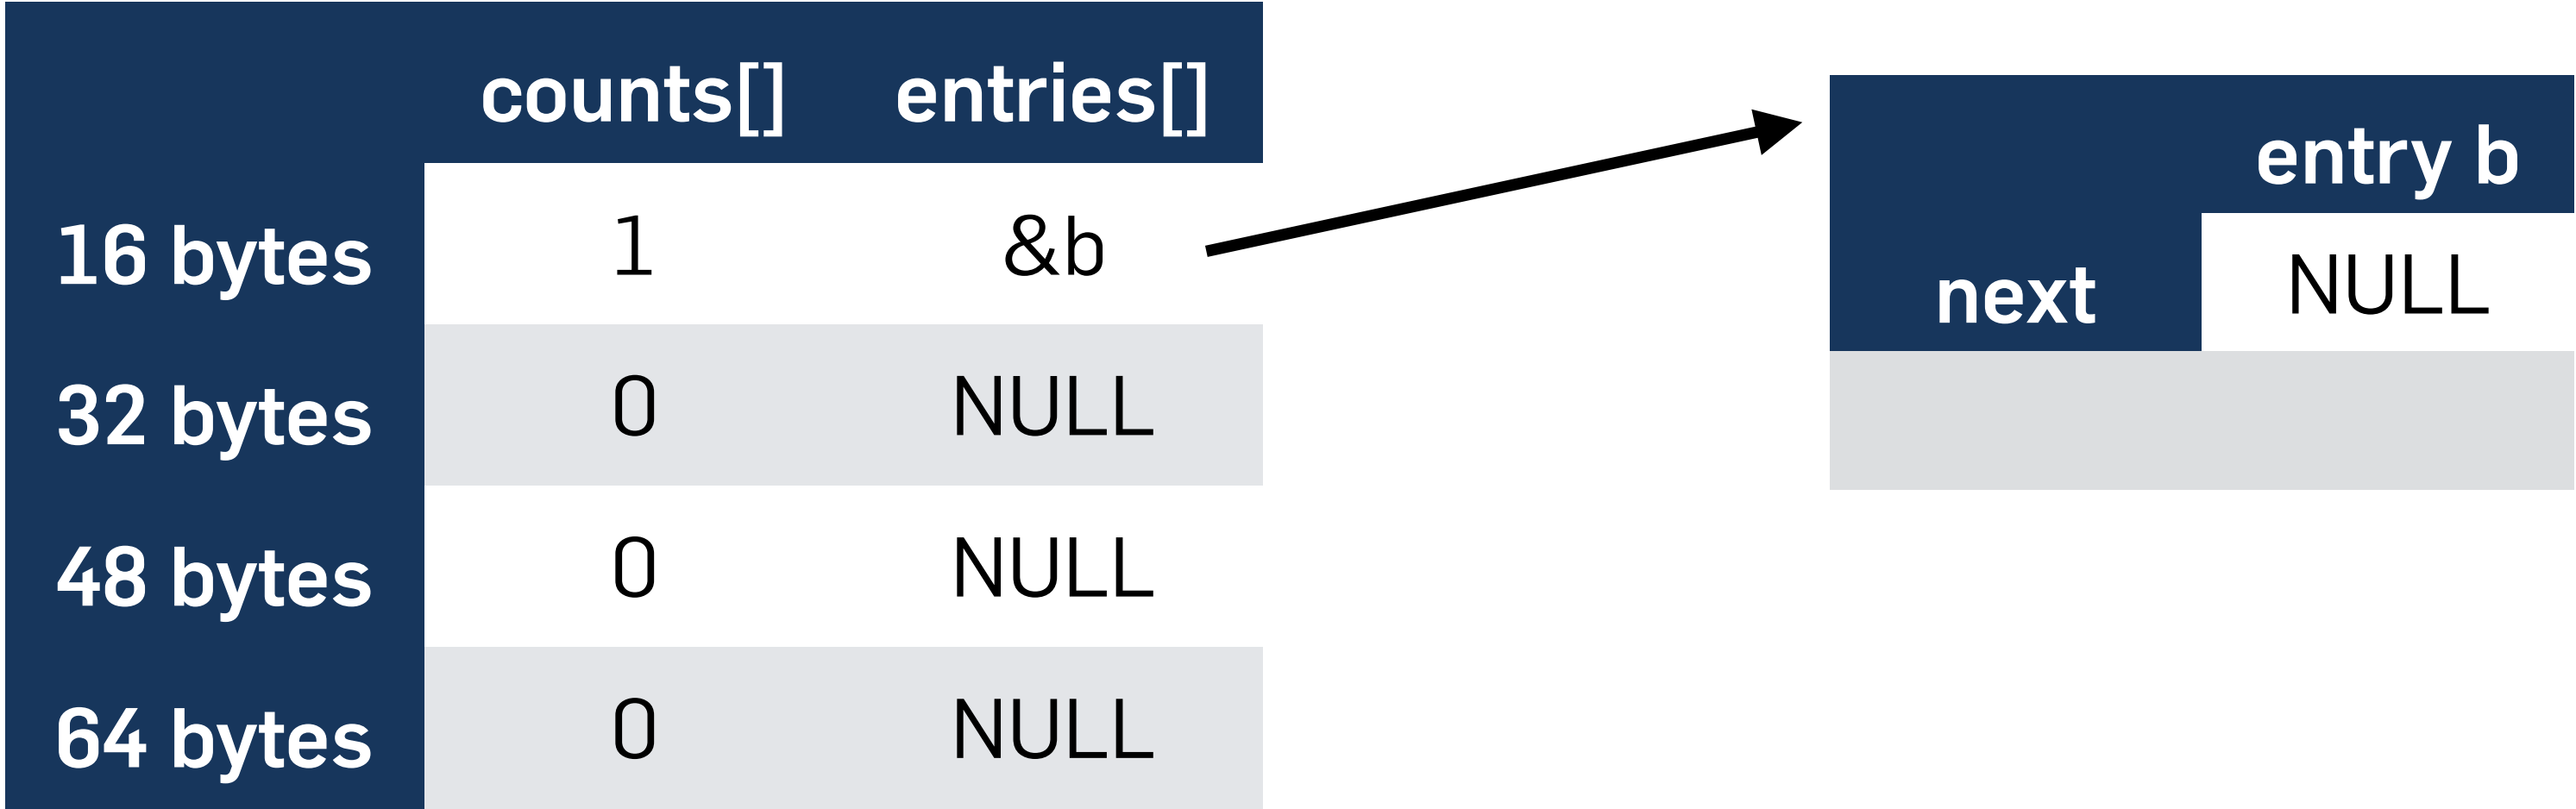 counts[] entries[]
16 bytes 1 &b
32 bytes 0 NULL
48 bytes 0 NULL
64 bytes 0 NULL
entry b
next NULL